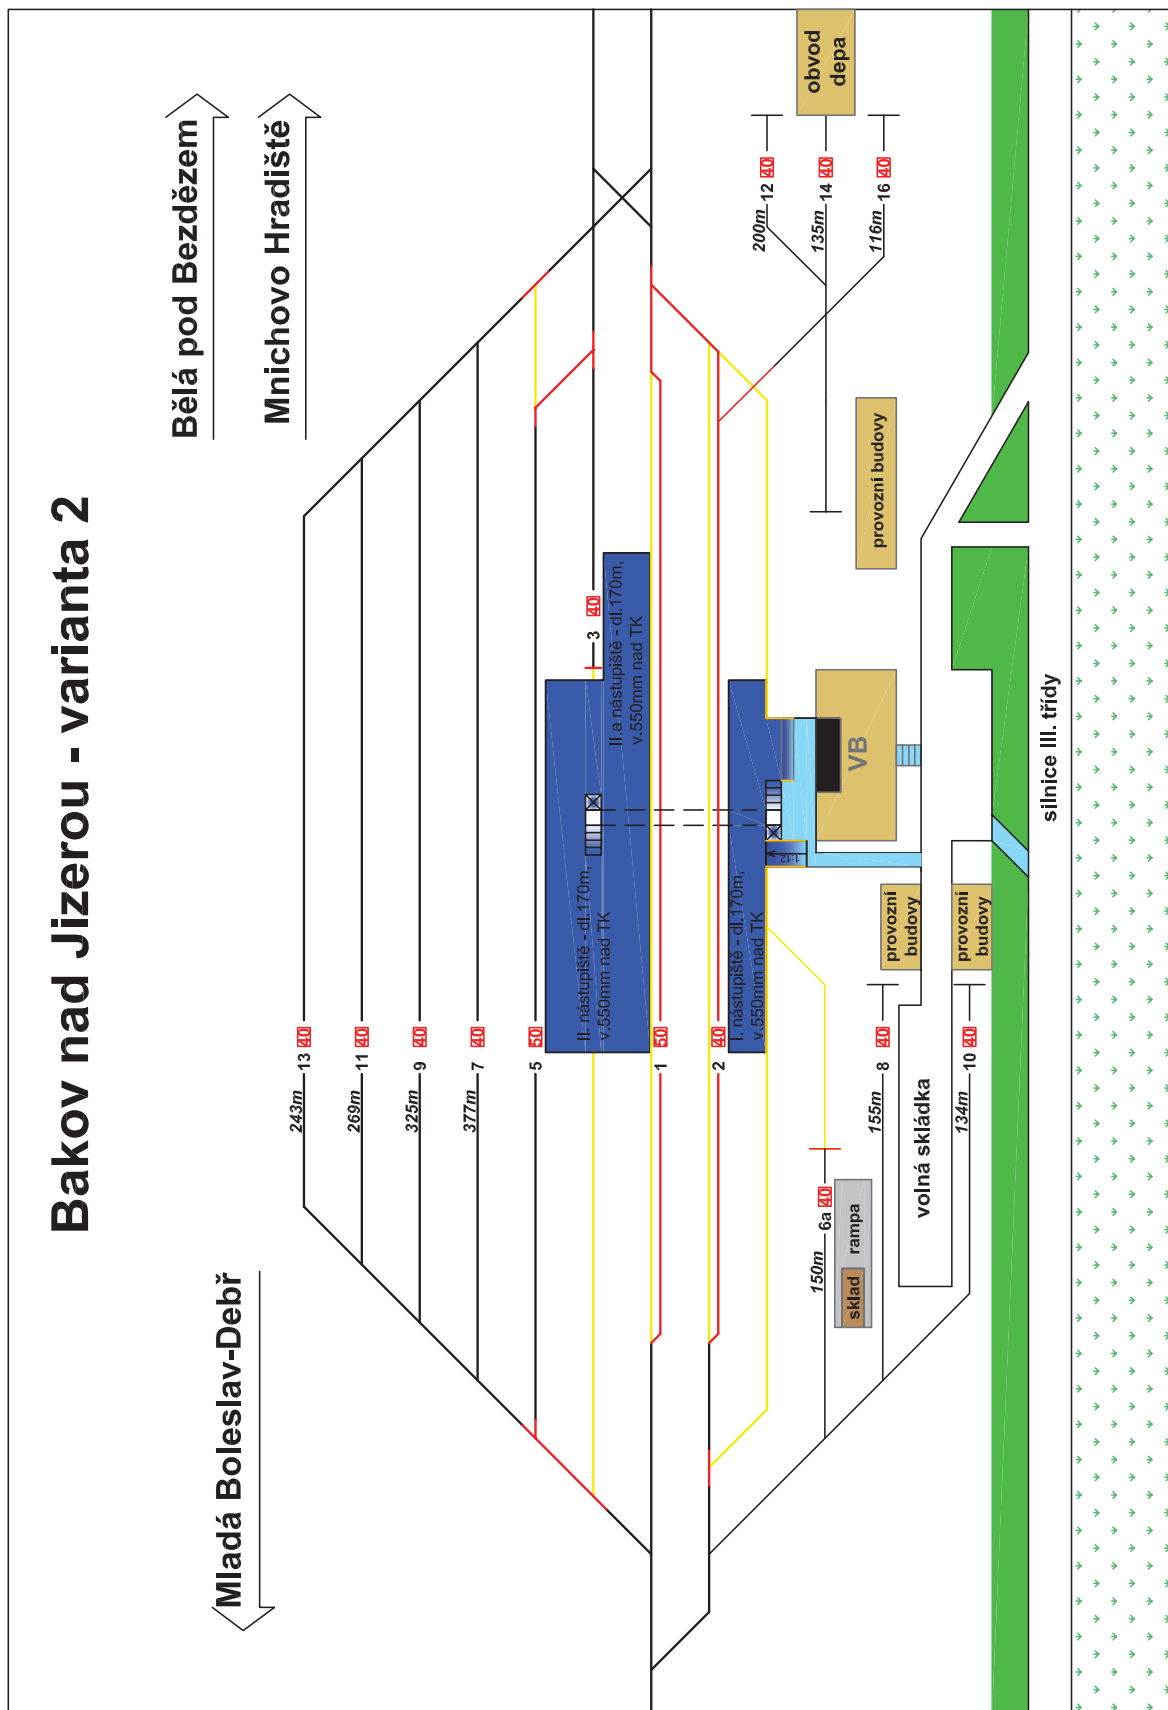 Bakov nad Jizerou - varianta 2
Mladá Boleslav-Debř
Bělá pod Bezdězem
Mnichovo Hradiště
243m 13 40
269m 11 40
325m 9 40
377m 7 40
5 50
3 40
II. nástupiště - dl.170m,
v.550mm nad TK
II.a nástupiště - dl.170m,
v.550mm nad TK
1 50
2 40
I. nástupiště - dl.170m,
v.550mm nad TK
1:12
200m 12 40
135m 14 40
116m 16 40
obvod
depa
150m 6a 40
sklad
rampa
155m 8 40
volná skládka
134m 10 40
provozní
budovy
provozní
budovy
VB
provozní budovy
silnice III. třídy